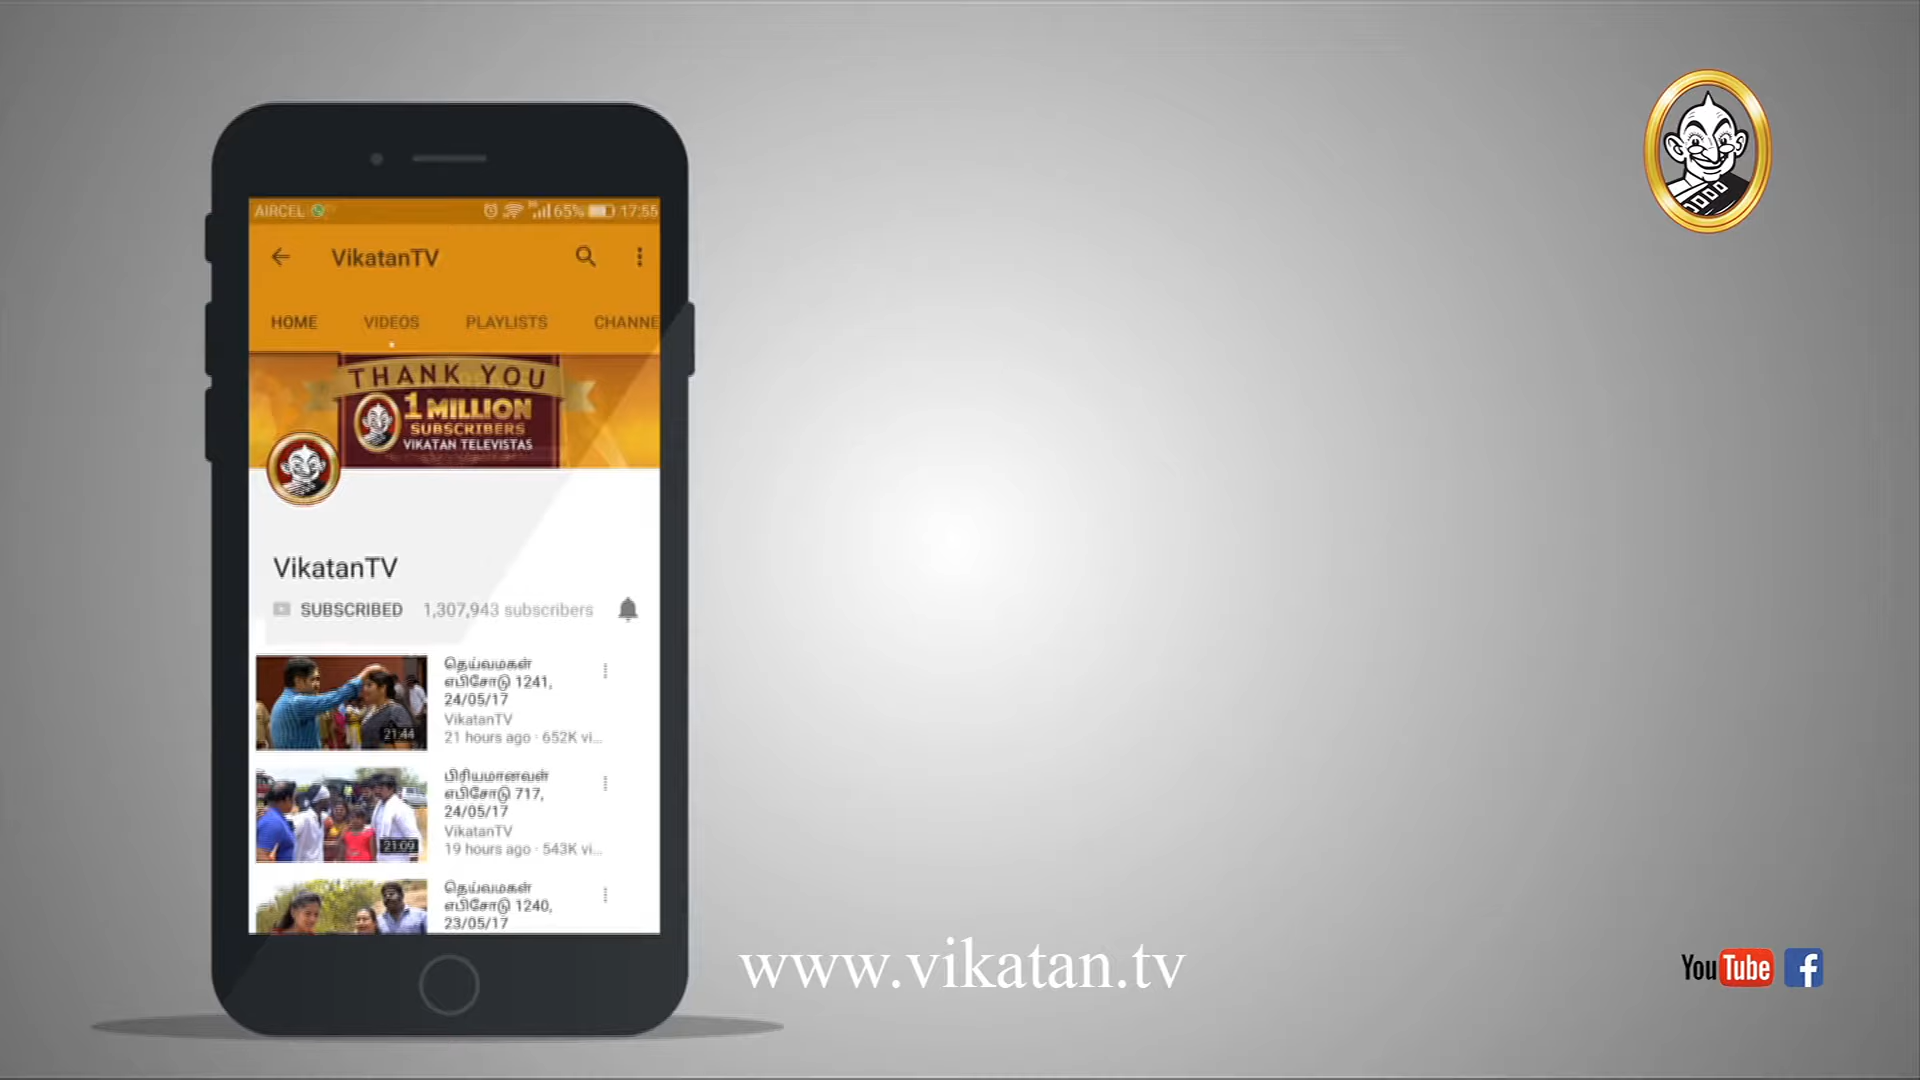 AIRCEL
65% 17:55
VikatanTV
HOME VIDEOS PLAYLISTS CHANNE
THANK YOU
1 MILLION
SUBSCRIBERS
VIKATAN TELEVISTAS
VikatanTV
SUBSCRIBED 1,307,943 subscribers
தெய்வமகள்
எபிசோடு 1241,
24/05/17
VikatanTV
21 hours ago · 652K vi...
21:44
பிரியமானவள்
எபிசோடு 717,
24/05/17
VikatanTV
19 hours ago · 543K vi...
21:09
தெய்வமகள்
எபிசோடு 1240,
23/05/17
www.vikatan.tv
YouTube f